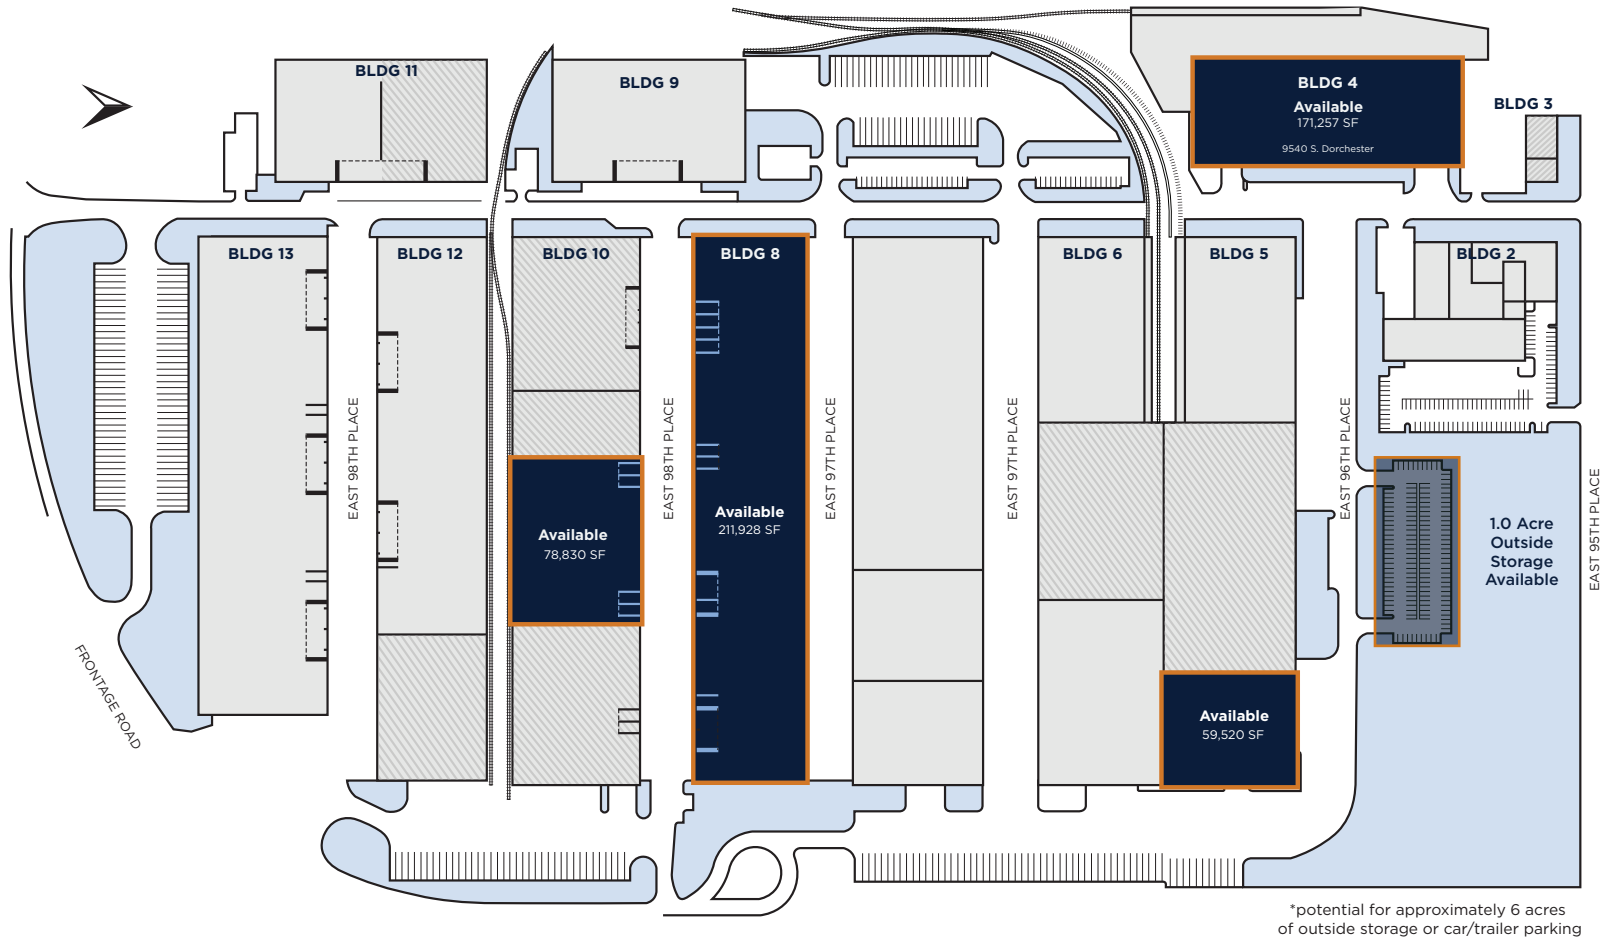 BLDG 11
BLDG 9
BLDG 4
Available
171,257 SF
9540 S. Dorchester
BLDG 3
BLDG 13
BLDG 12
BLDG 10
BLDG 8
BLDG 6
BLDG 5
BLDG 2
EAST 98TH PLACE
EAST 98TH PLACE
EAST 97TH PLACE
EAST 97TH PLACE
EAST 96TH PLACE
EAST 95TH PLACE
Available
78,830 SF
Available
211,928 SF
1.0 Acre
Outside
Storage
Available
FRONTAGE ROAD
Available
59,520 SF
*potential for approximately 6 acres
of outside storage or car/trailer parking